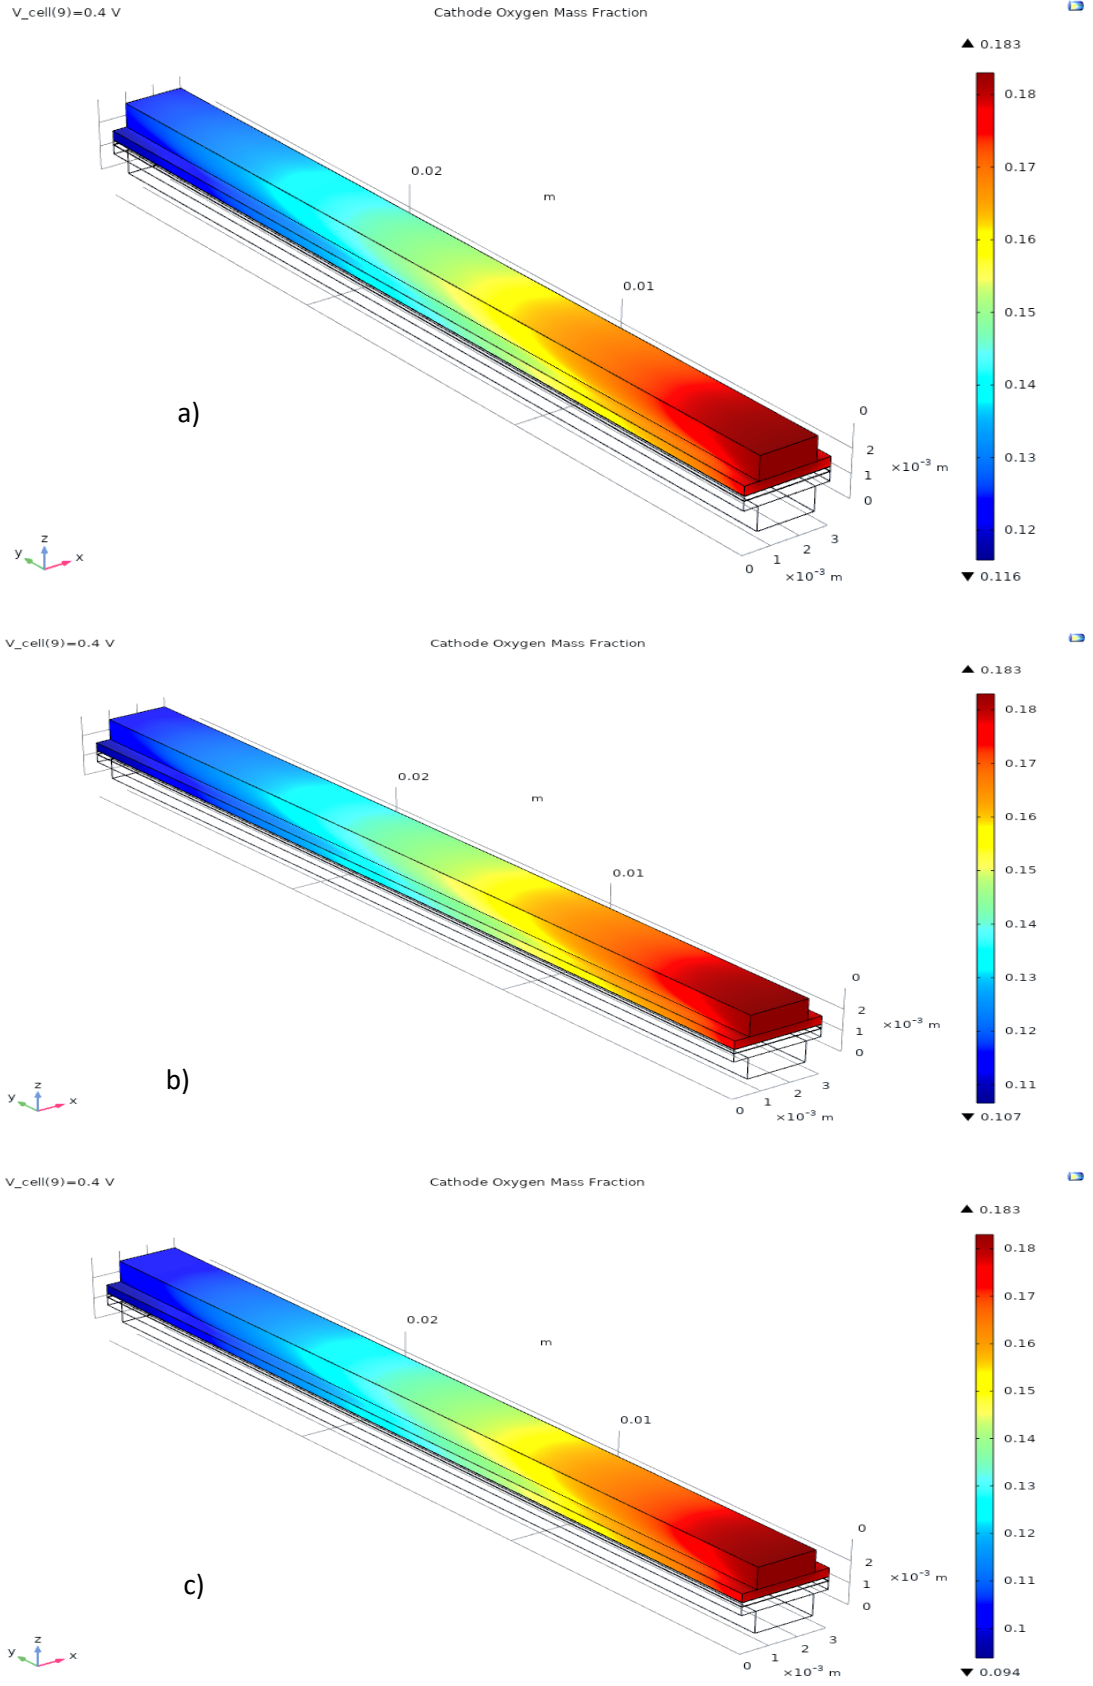 V_cell(9)=0.4 V
Cathode Oxygen Mass Fraction
▲ 0.183
0.18
0.17
0.16
0.15
0.14
0.13
0.12
▼ 0.116
0.02
m
0.01
0
2
1
0
×10⁻³ m
3
2
1
0
×10⁻³ m
a)
z
y
x
V_cell(9)=0.4 V
Cathode Oxygen Mass Fraction
▲ 0.183
0.18
0.17
0.16
0.15
0.14
0.13
0.12
0.11
▼ 0.107
0.02
m
0.01
0
2
1
0
×10⁻³ m
3
2
1
0
×10⁻³ m
b)
z
y
x
V_cell(9)=0.4 V
Cathode Oxygen Mass Fraction
▲ 0.183
0.18
0.17
0.16
0.15
0.14
0.13
0.12
0.11
0.1
▼ 0.094
0.02
m
0.01
0
2
1
0
×10⁻³ m
3
2
1
0
×10⁻³ m
c)
z
y
x